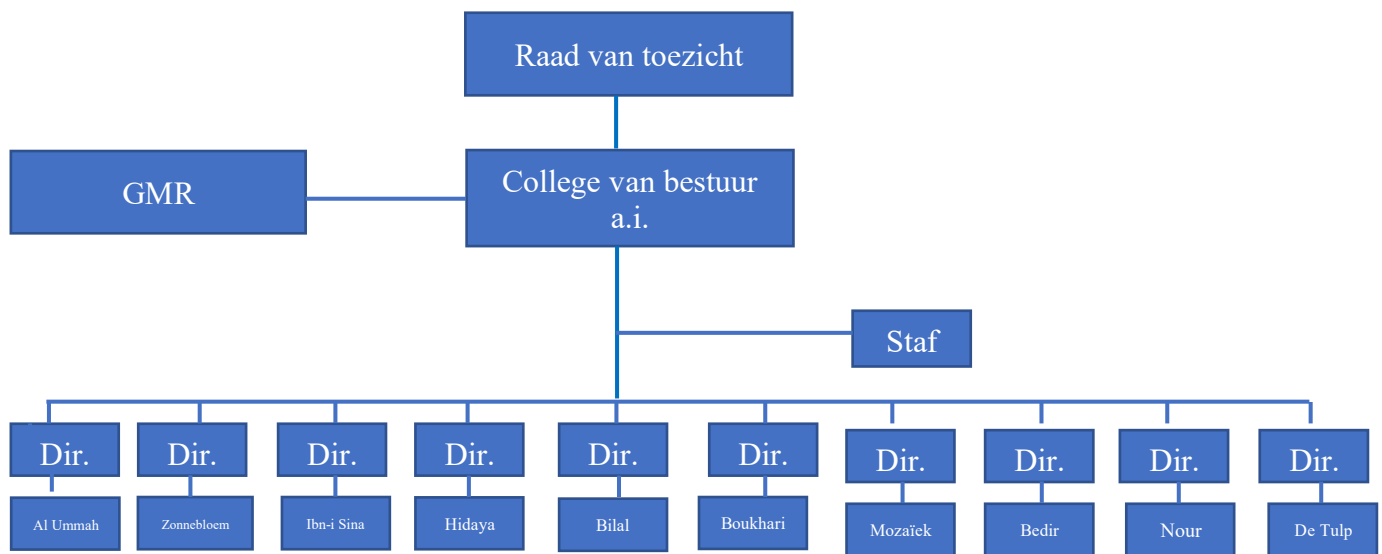 Raad van toezicht
GMR
College van bestuur
a.i.
Staf
Dir.
Dir.
Dir.
Dir.
Dir.
Dir.
Dir.
Dir.
Dir.
Dir.
Al Ummah
Zonnebloem
Ibn-i Sina
Hidaya
Bilal
Boukhari
Mozaïek
Bedir
Nour
De Tulp